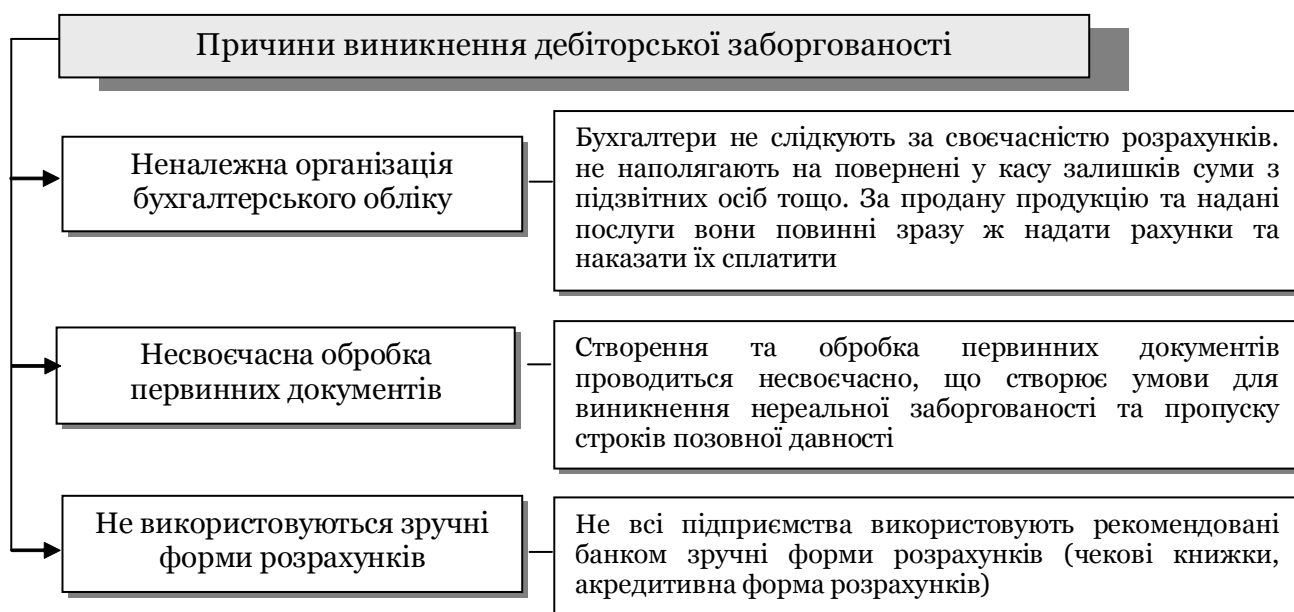 Причини виникнення дебіторської заборгованості
Неналежна організація
бухгалтерського обліку
Бухгалтери не слідкують за своєчасністю розрахунків.
не наполягають на повернені у касу залишків суми з
підзвітних осіб тощо. За продану продукцію та надані
послуги вони повинні зразу ж надати рахунки та
наказати їх сплатити
Несвоєчасна обробка
первинних документів
Створення та обробка первинних документів
проводиться несвоєчасно, що створює умови для
виникнення нереальної заборгованості та пропуску
строків позовної давності
Не використовуються зручні
форми розрахунків
Не всі підприємства використовують рекомендовані
банком зручні форми розрахунків (чекові книжки,
акредитивна форма розрахунків)